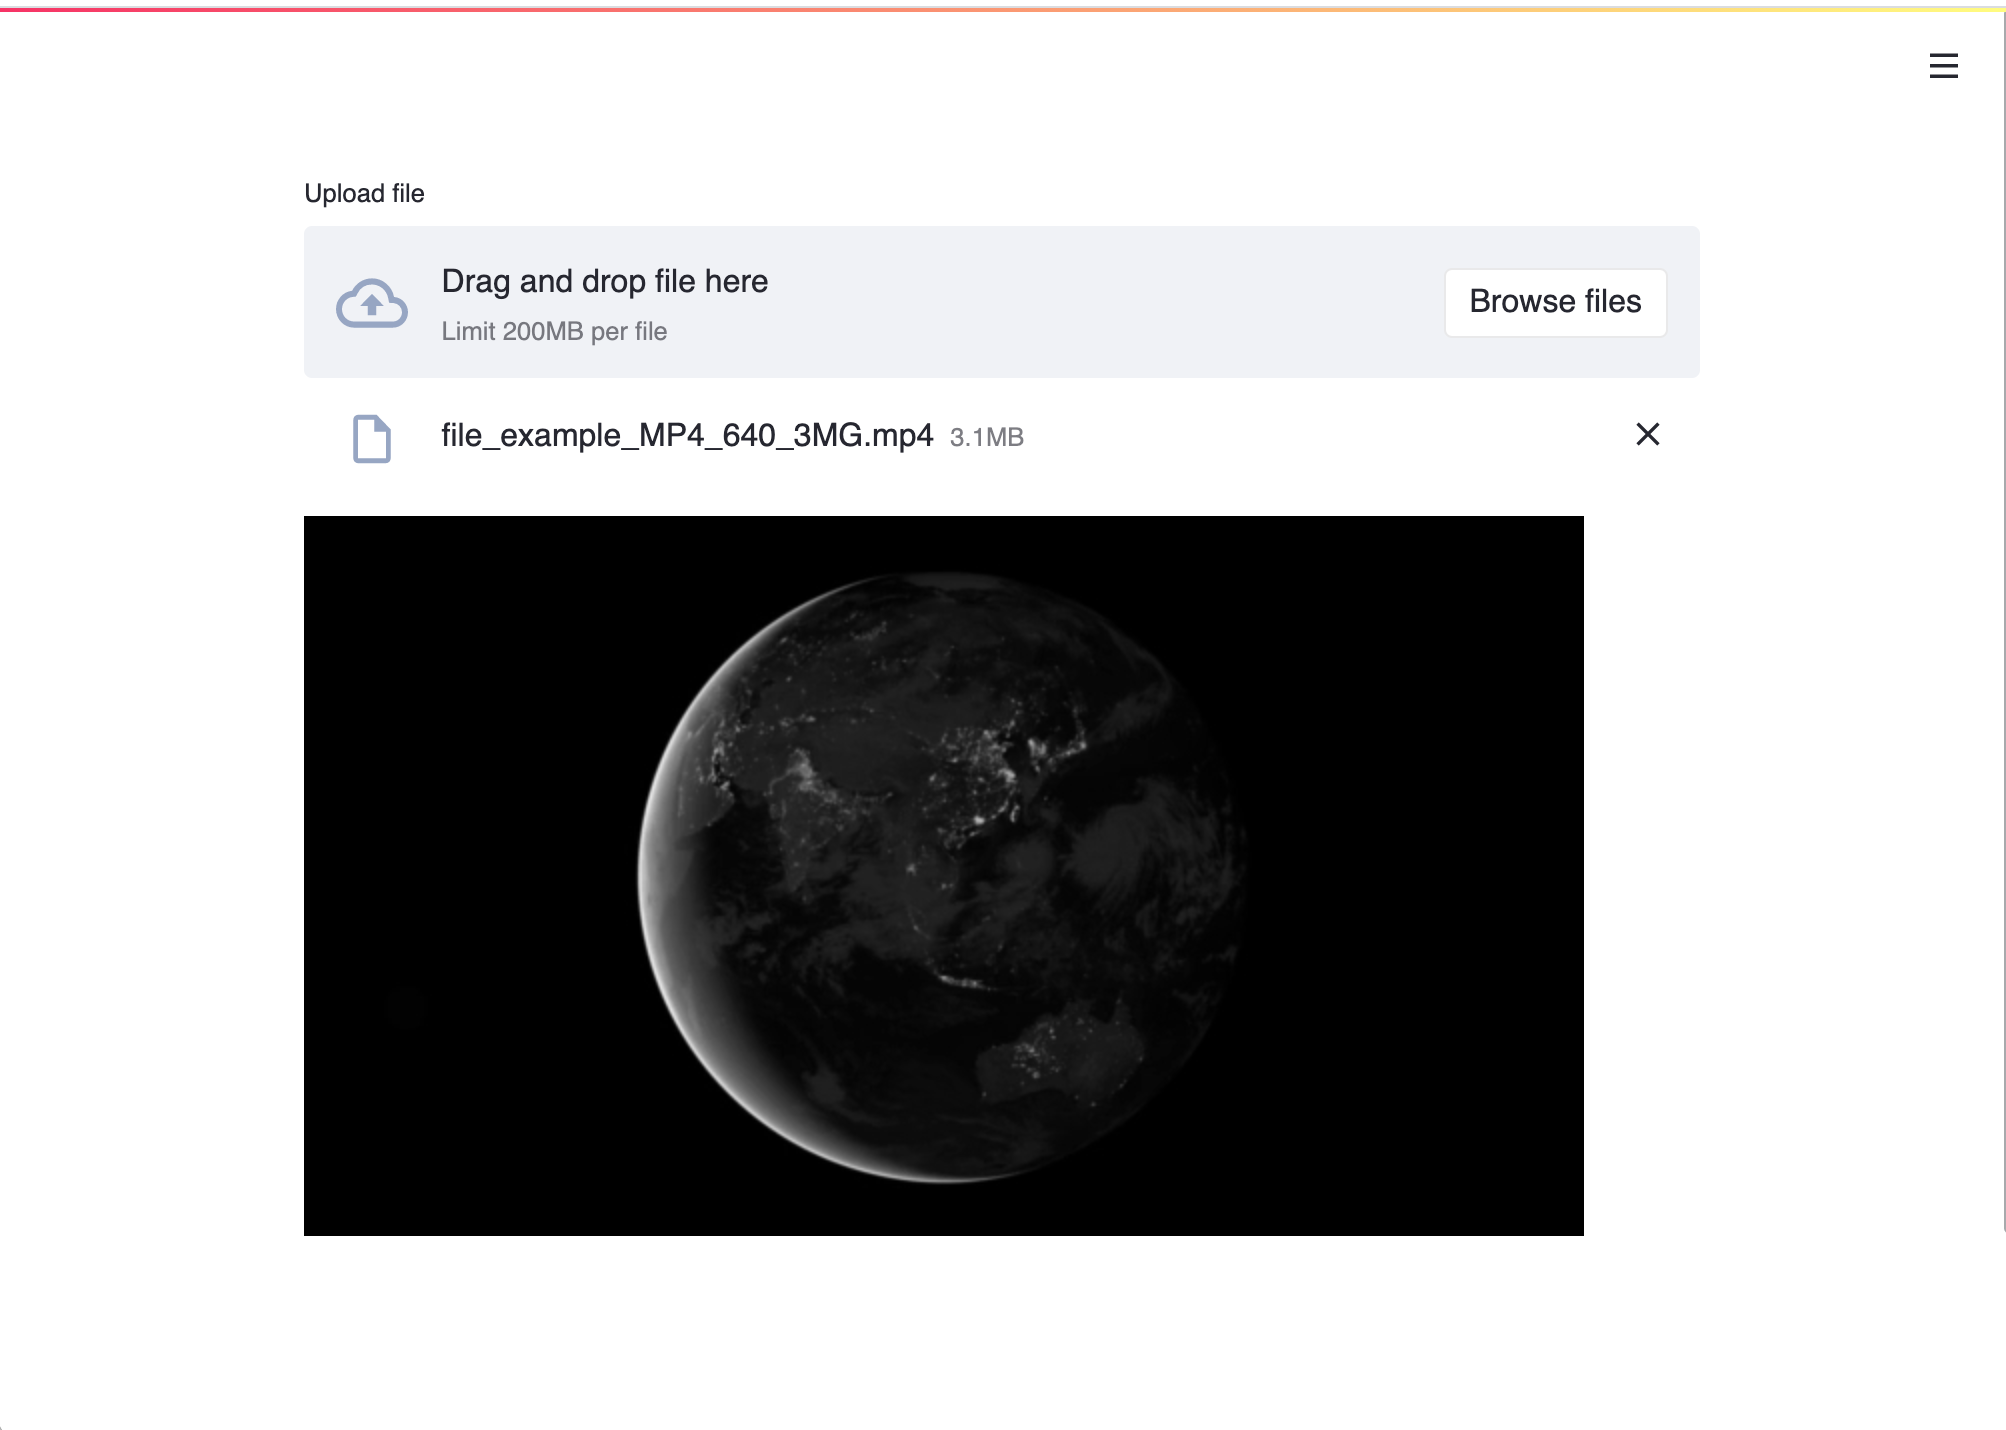 Upload file
Drag and drop file here
Limit 200MB per file
Browse files
file_example_MP4_640_3MG.mp4 3.1MB